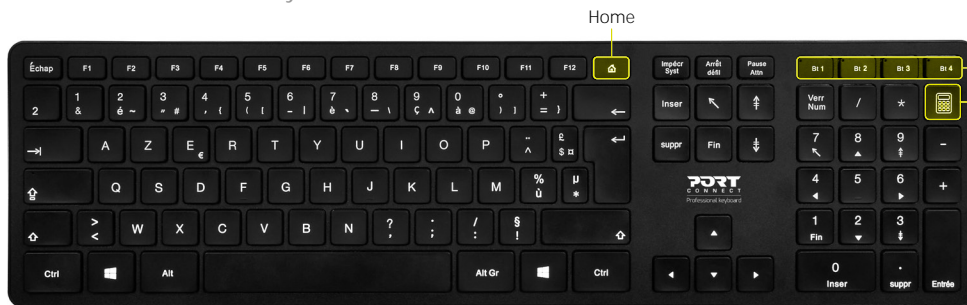 Home
Échap F1 F2 F3 F4 F5 F6 F7 F8 F9 F10 F11 F12 Impécr Syst Arrêt défil Pause Attn Bt 1 Bt 2 Bt 3 Bt 4
2 1 & 2 é ~ 3 " # 4 ' { 5 ( [ 6 - | 7 è ` 8 _ \ 9 ç ^ 0 à @ ° ) ] + = } Inser Verr Num / *
A Z E € R T Y U I O P ¨ ^ £ $ ¤ suppr Fin 7 8 9 -
Q S D F G H J K L M % ù µ * PORT CONNECT Professional keyboard 4 5 6 +
> < W X C V B N ? , . ; / : § ! 1 Fin 2 3
Ctrl Alt Alt Gr Ctrl 0 Inser . suppr Entrée